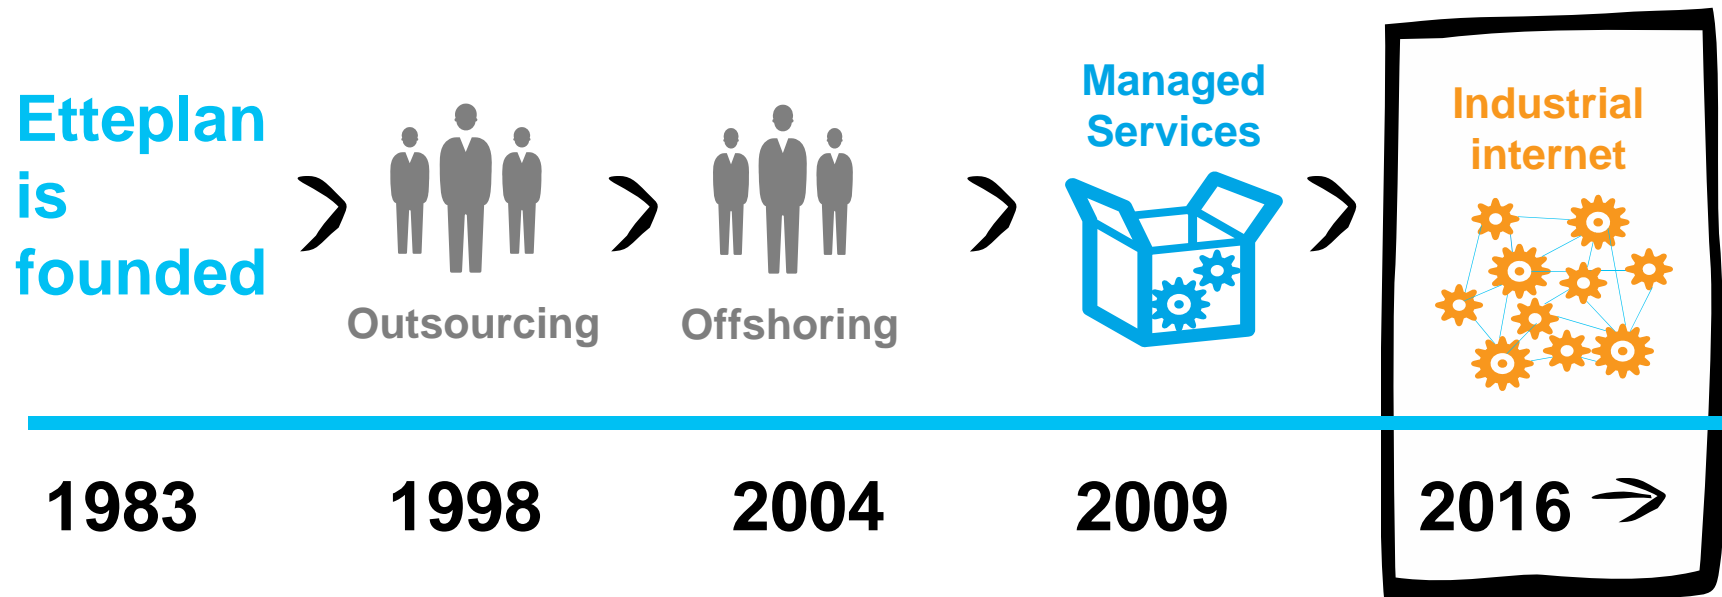 Etteplan
is
founded
Outsourcing
Offshoring
Managed
Services
Industrial
internet
1983
1998
2004
2009
2016